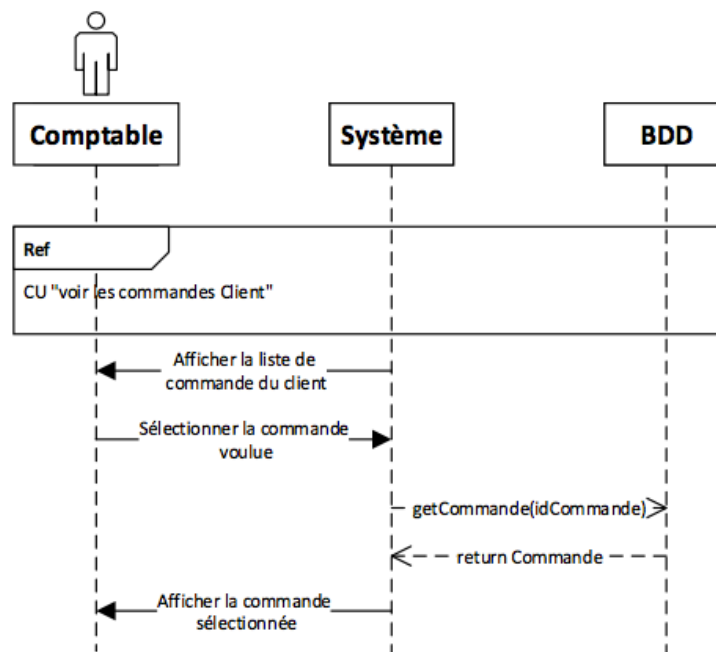 Comptable
Système
BDD
Ref
CU "voir les commandes Client"
Afficher la liste de
commande du client
Sélectionner la commande
voulue
getCommande(idCommande)
return Commande
Afficher la commande
sélectionnée